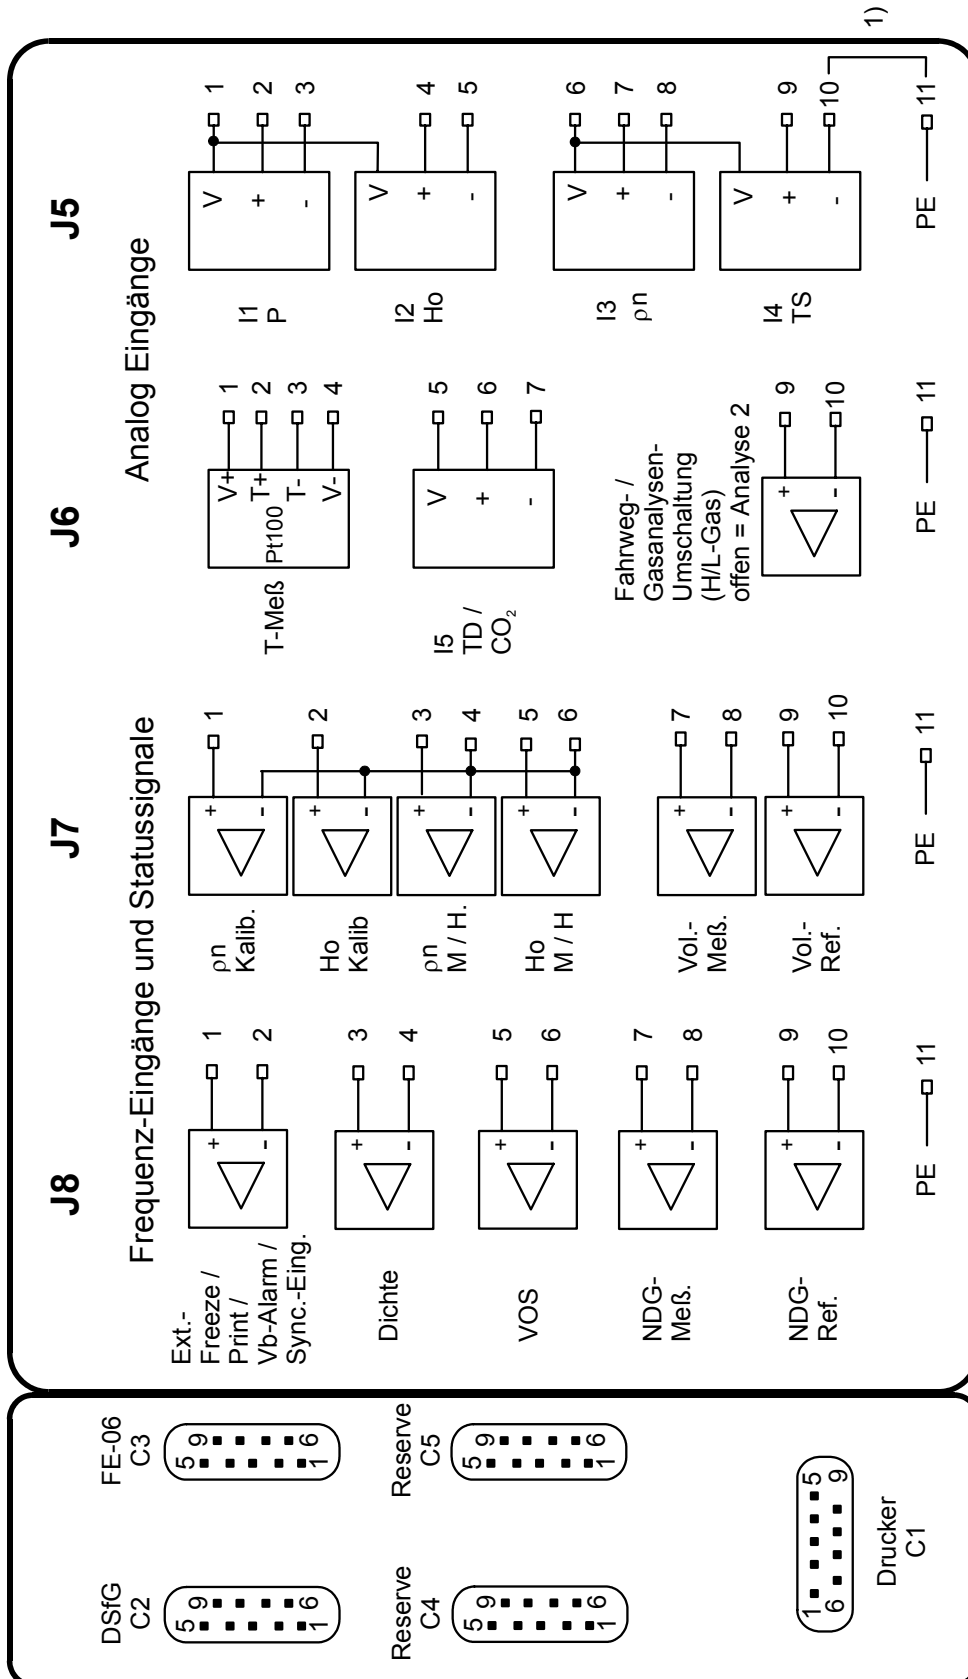 J5
Analog Eingänge
I1
P
V
+
-
1
2
3
I2
Ho
V
+
-
4
5
I3
ρn
V
+
-
6
7
8
I4
TS
V
+
-
9
10
PE
11
1)
J6
T-Meß
Pt100
V+
T+
T-
V-
1
2
3
4
I5
TD /
CO₂
V
+
-
5
6
7
Fahrweg- /
Gasanalysen-
Umschaltung
(H/L-Gas)
offen = Analyse 2
+
-
9
10
PE
11
J7
Frequenz-Eingänge und Statussignale
ρn
Kalib.
+
-
1
Ho
Kalib
+
-
2
ρn
M / H.
+
-
3
4
Ho
M / H
+
-
5
6
Vol.-
Meß.
+
-
7
8
Vol.-
Ref.
+
-
9
10
PE
11
J8
Ext.-
Freeze /
Print /
Vb-Alarm /
Sync.-Eing.
+
-
1
2
Dichte
+
-
3
4
VOS
+
-
5
6
NDG-
Meß.
+
-
7
8
NDG-
Ref.
+
-
9
10
PE
11
FE-06
C3
5
9
6
1
Reserve
C5
5
9
6
1
DSfG
C2
5
9
6
1
Reserve
C4
5
9
6
1
1
5
6
9
Drucker
C1